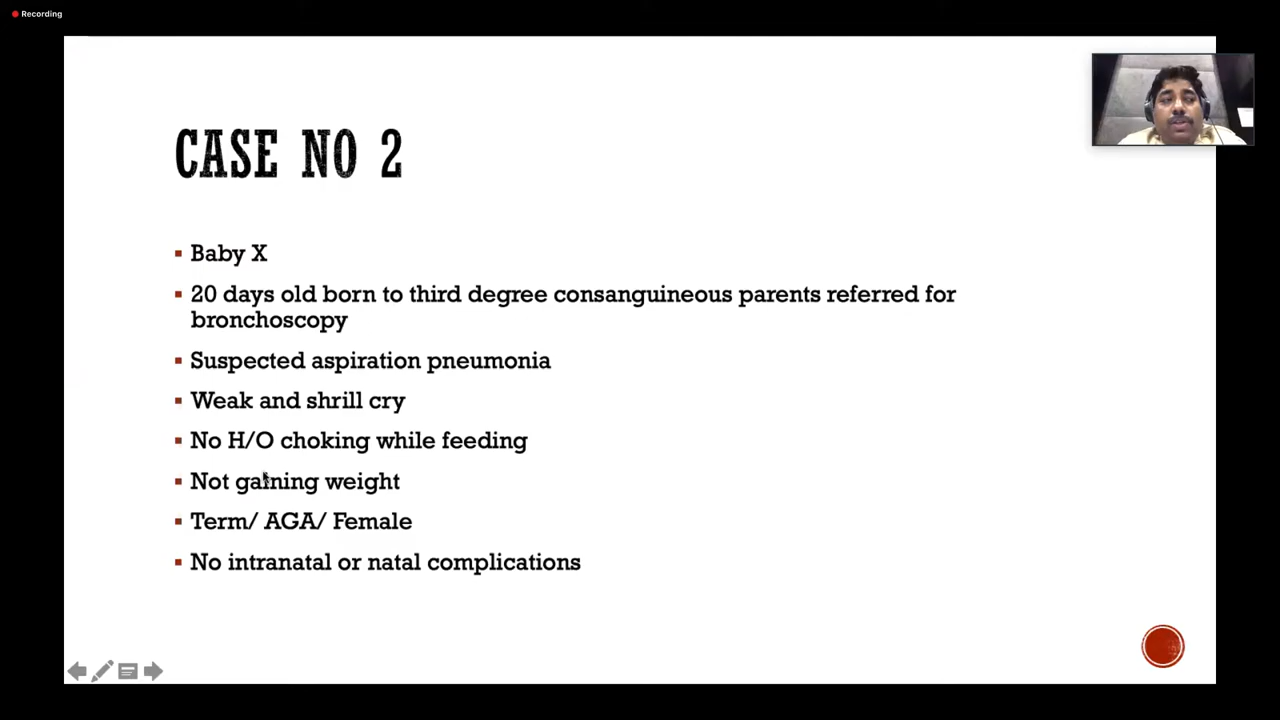 Recording
CASE NO 2
Baby X
20 days old born to third degree consanguineous parents referred for
bronchoscopy
Suspected aspiration pneumonia
Weak and shrill cry
No H/O choking while feeding
Not gaining weight
Term/ AGA/ Female
No intranatal or natal complications